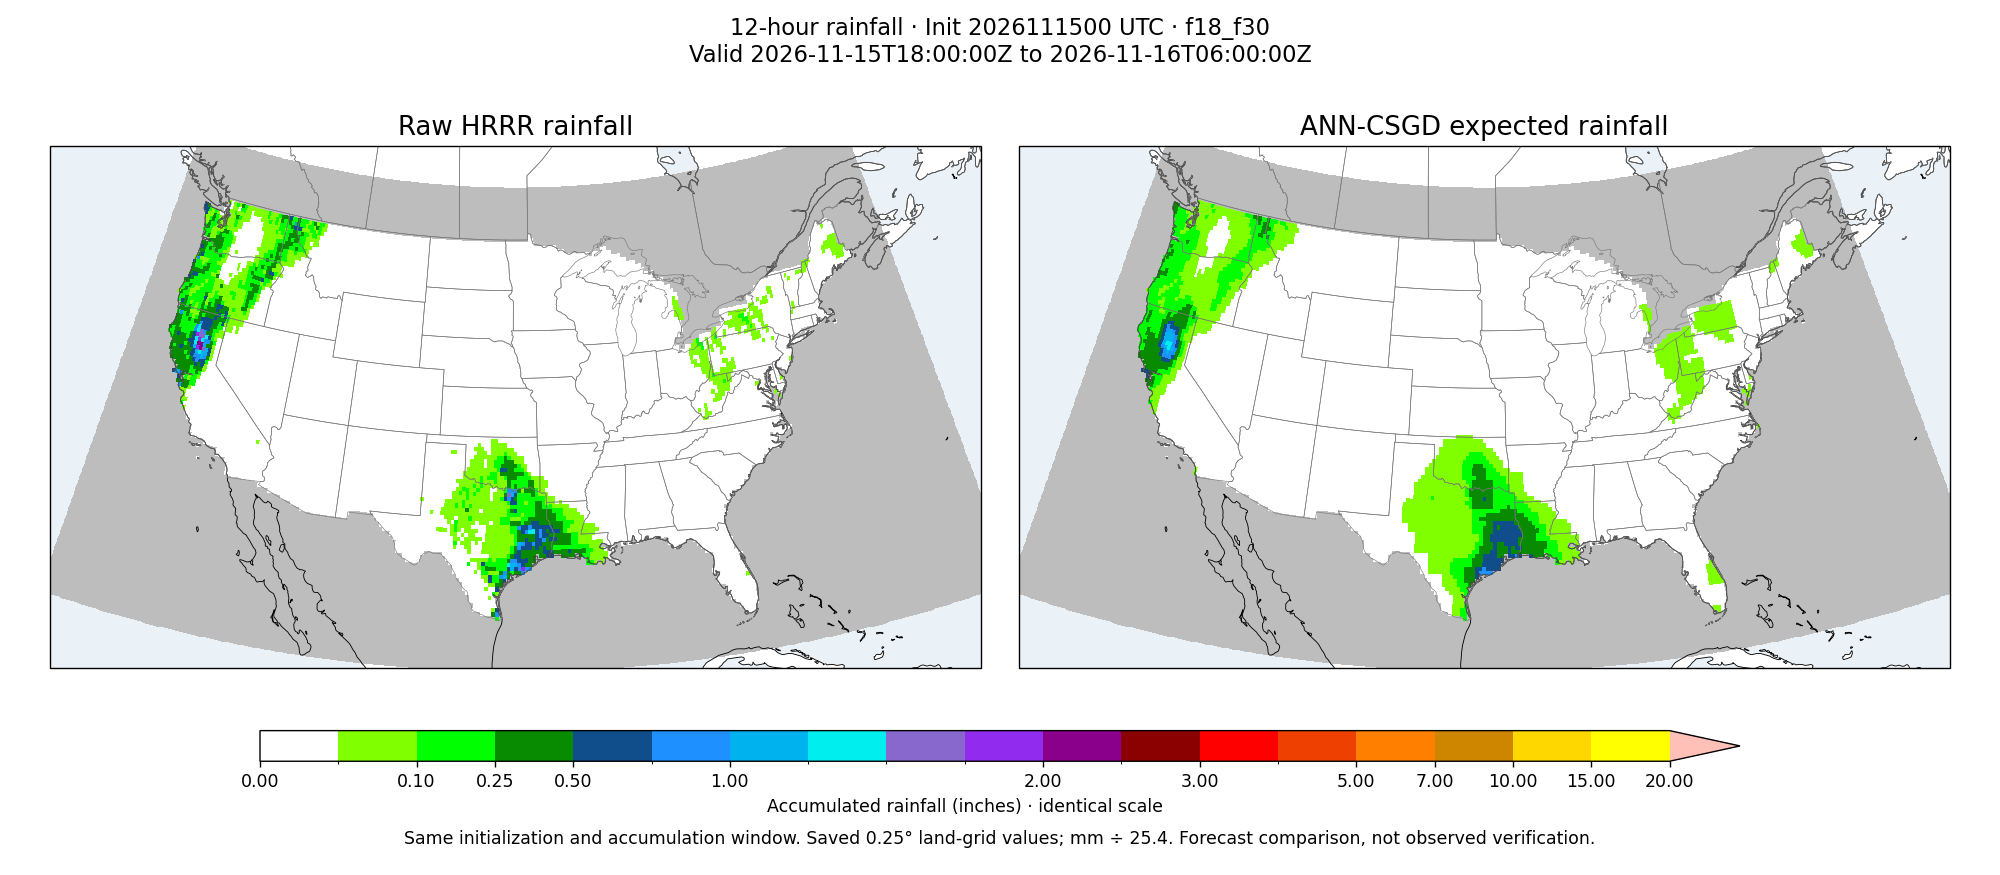 12-hour rainfall · Init 2026111500 UTC · f18_f30
Valid 2026-11-15T18:00:00Z to 2026-11-16T06:00:00Z
Raw HRRR rainfall
ANN-CSGD expected rainfall
0.00 0.10 0.25 0.50 1.00 2.00 3.00 5.00 7.00 10.00 15.00 20.00
Accumulated rainfall (inches) · identical scale
Same initialization and accumulation window. Saved 0.25° land-grid values; mm ÷ 25.4. Forecast comparison, not observed verification.